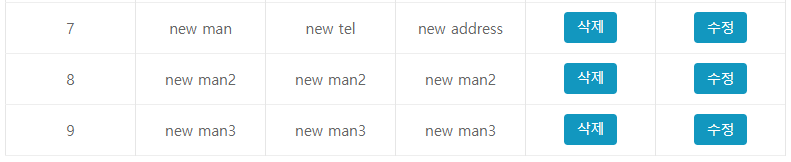 7 new man new tel new address 삭제 수정
8 new man2 new man2 new man2 삭제 수정
9 new man3 new man3 new man3 삭제 수정